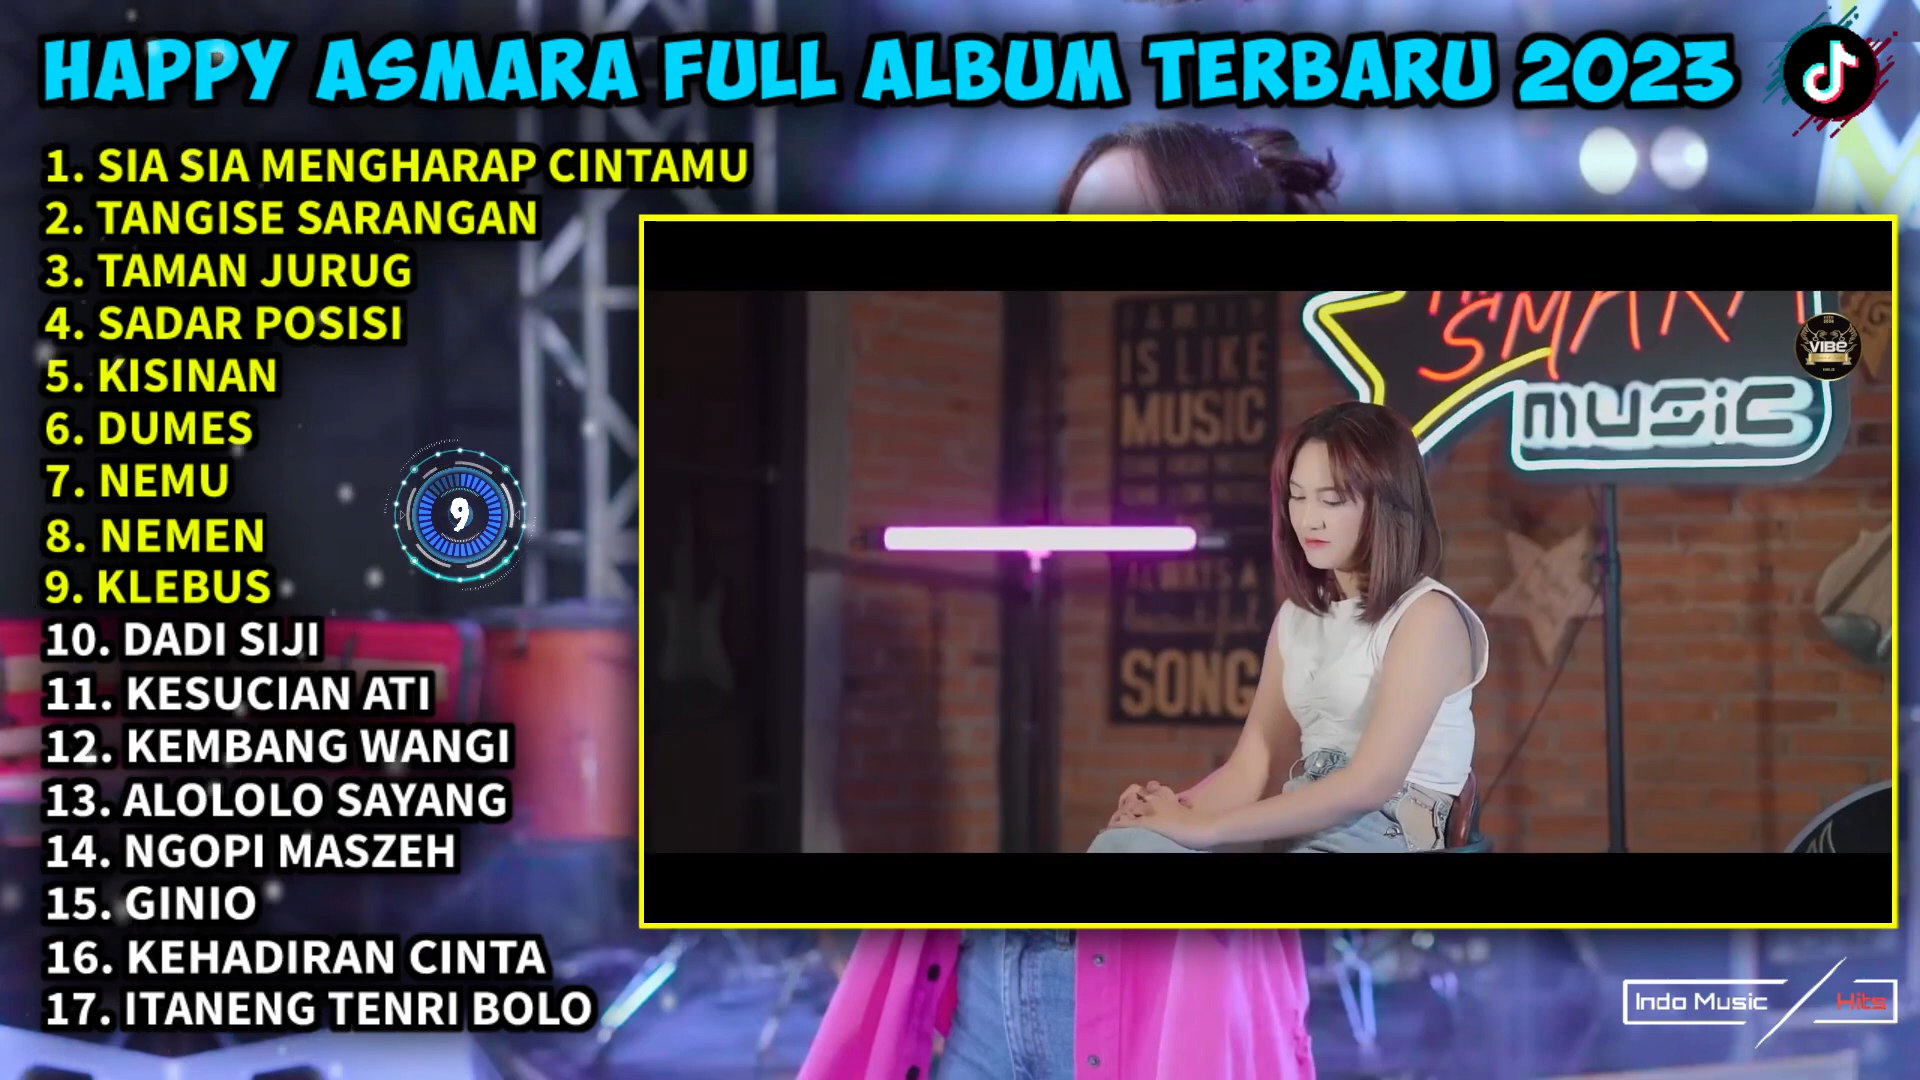 HAPPY ASMARA FULL ALBUM TERBARU 2023
1. SIA SIA MENGHARAP CINTAMU
2. TANGISE SARANGAN
3. TAMAN JURUG
4. SADAR POSISI
5. KISINAN
6. DUMES
7. NEMU
8. NEMEN
9. KLEBUS
10. DADI SIJI
11. KESUCIAN ATI
12. KEMBANG WANGI
13. ALOLOLO SAYANG
14. NGOPI MASZEH
15. GINIO
16. KEHADIRAN CINTA
17. ITANENG TENRI BOLO
9
FAMILY
IS LIKE
MUSIC
ALWAYS A
beautiful
SONG
MUSIC
VIBE
Indo Music Hits